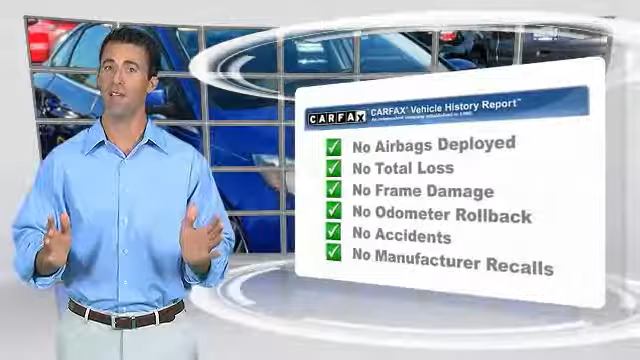 CARFAX CARFAX Vehicle History Report™
No Airbags Deployed
No Total Loss
No Frame Damage
No Odometer Rollback
No Accidents
No Manufacturer Recalls